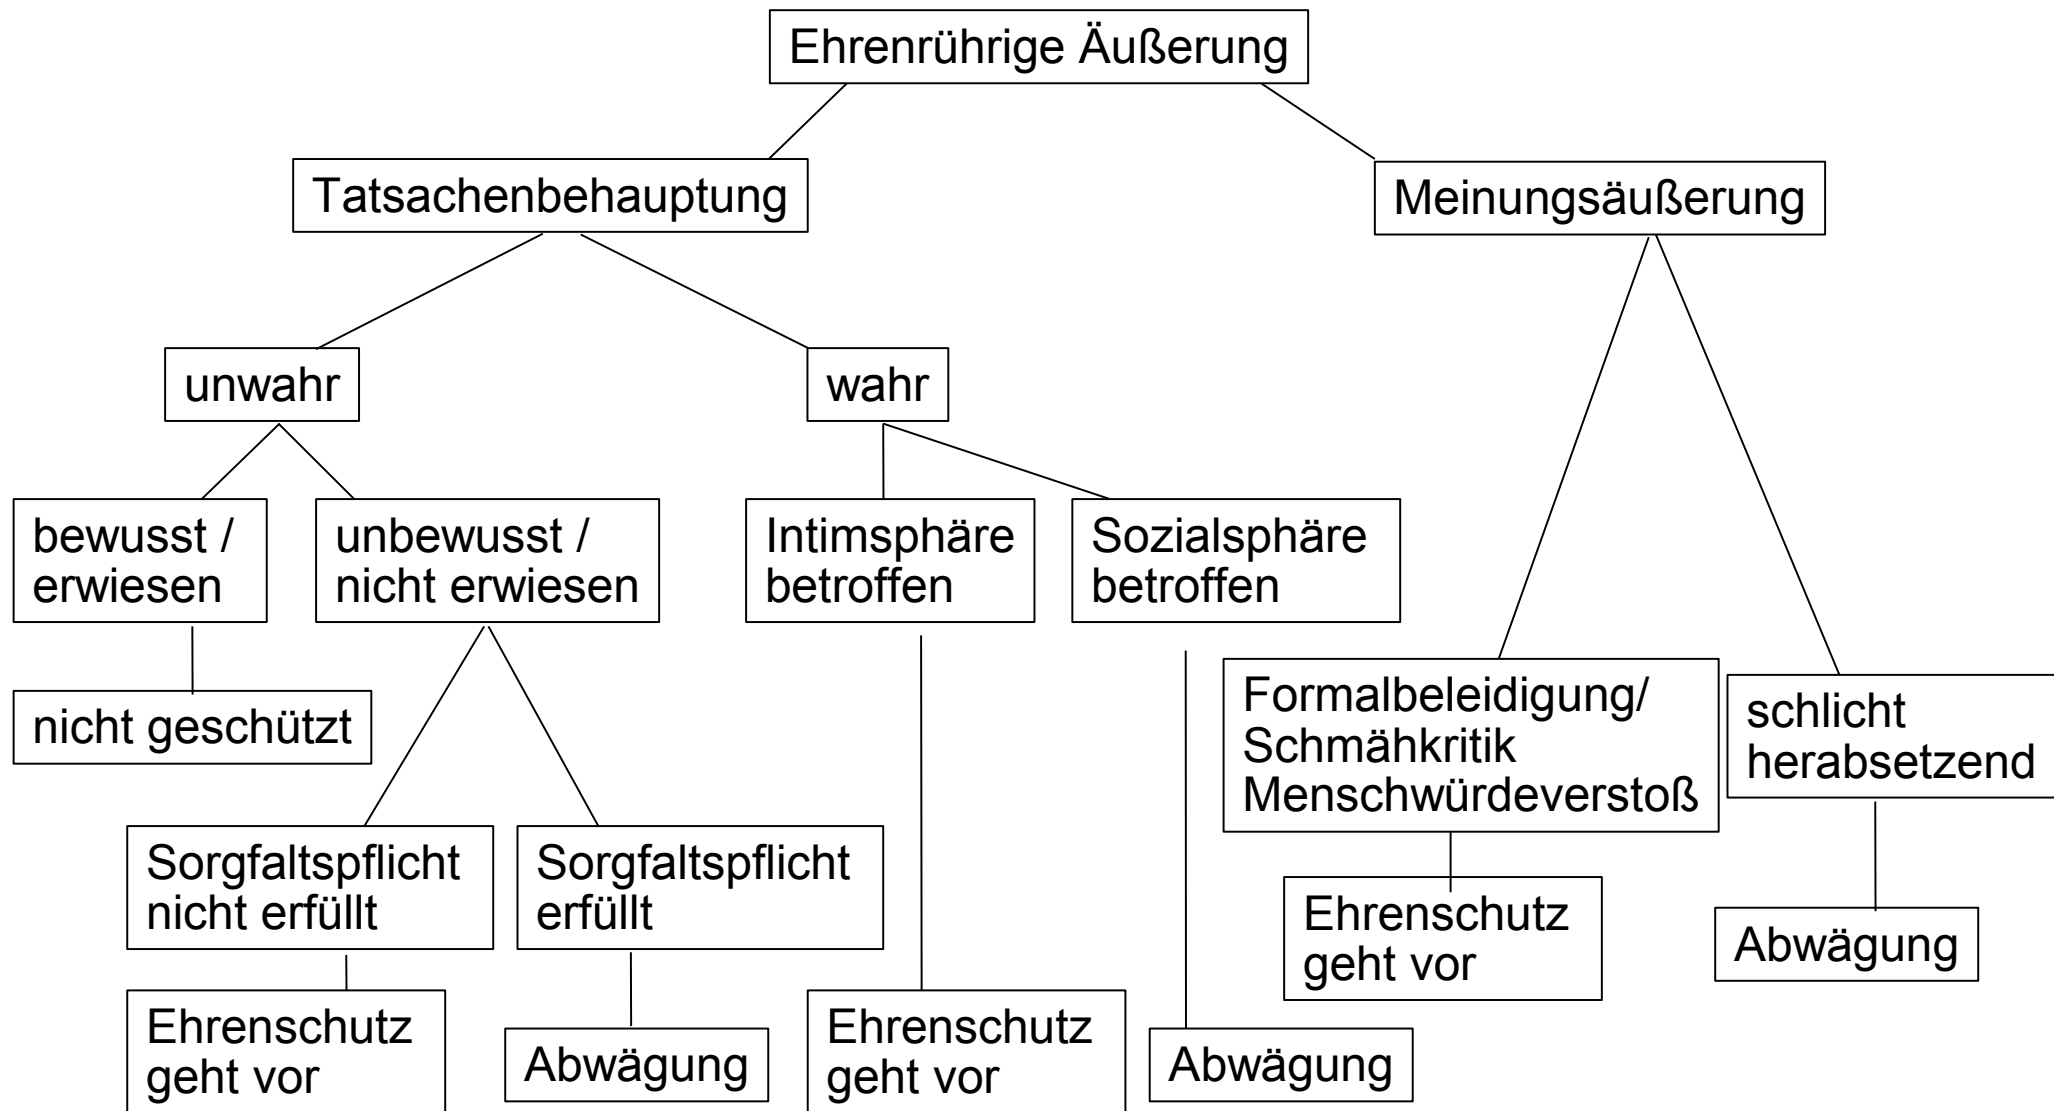 Ehrenrührige Äußerung
Tatsachenbehauptung
Meinungsäußerung
unwahr
wahr
bewusst /
erwiesen
unbewusst /
nicht erwiesen
Intimsphäre
betroffen
Sozialsphäre
betroffen
Formalbeleidigung/
Schmähkritik
Menschwürdeverstoß
schlicht
herabsetzend
nicht geschützt
Sorgfaltspflicht
nicht erfüllt
Sorgfaltspflicht
erfüllt
Ehrenschutz
geht vor
Abwägung
Ehrenschutz
geht vor
Abwägung
Ehrenschutz
geht vor
Abwägung